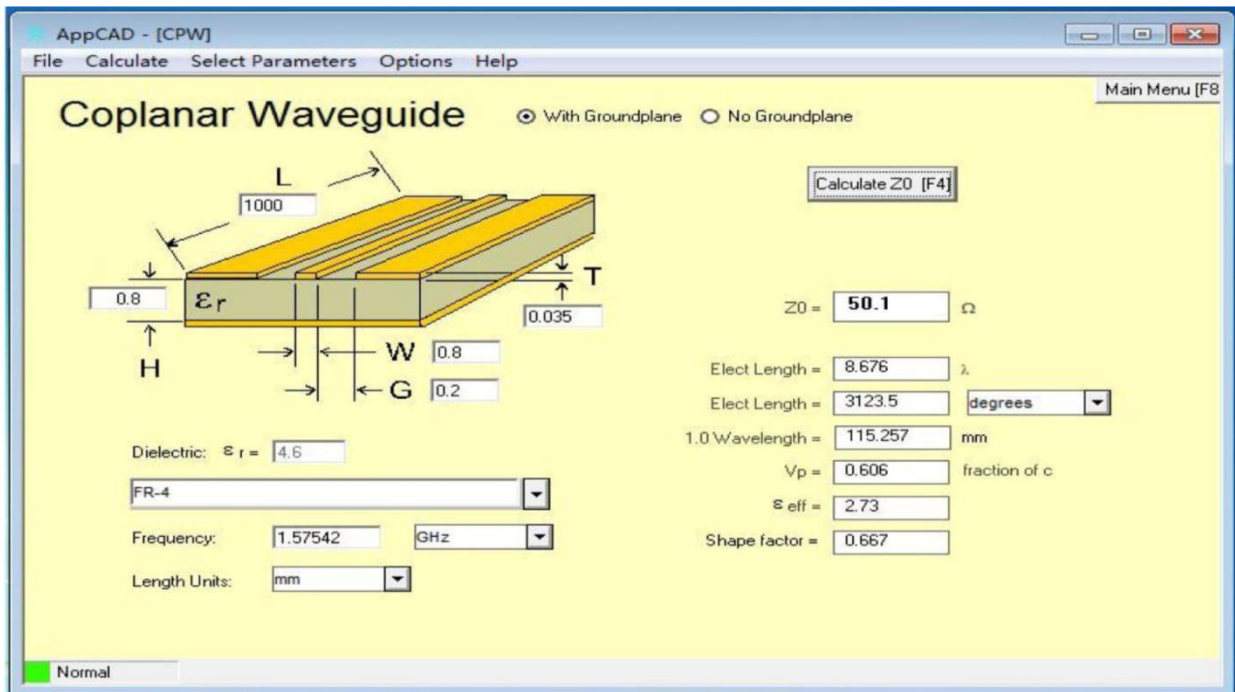 AppCAD - [CPW]
File Calculate Select Parameters Options Help
Main Menu [F8
Coplanar Waveguide
With Groundplane No Groundplane
Calculate Z0 [F4]
L
1000
0.8
εr
T
0.035
H
W 0.8
G 0.2
Z0 = 50.1 Ω
Elect Length = 8.676 λ
Elect Length = 3123.5 degrees
1.0 Wavelength = 115.257 mm
Vp = 0.606 fraction of c
ε eff = 2.73
Shape factor = 0.667
Dielectric: ε r = 4.6
FR-4
Frequency: 1.57542 GHz
Length Units: mm
Normal